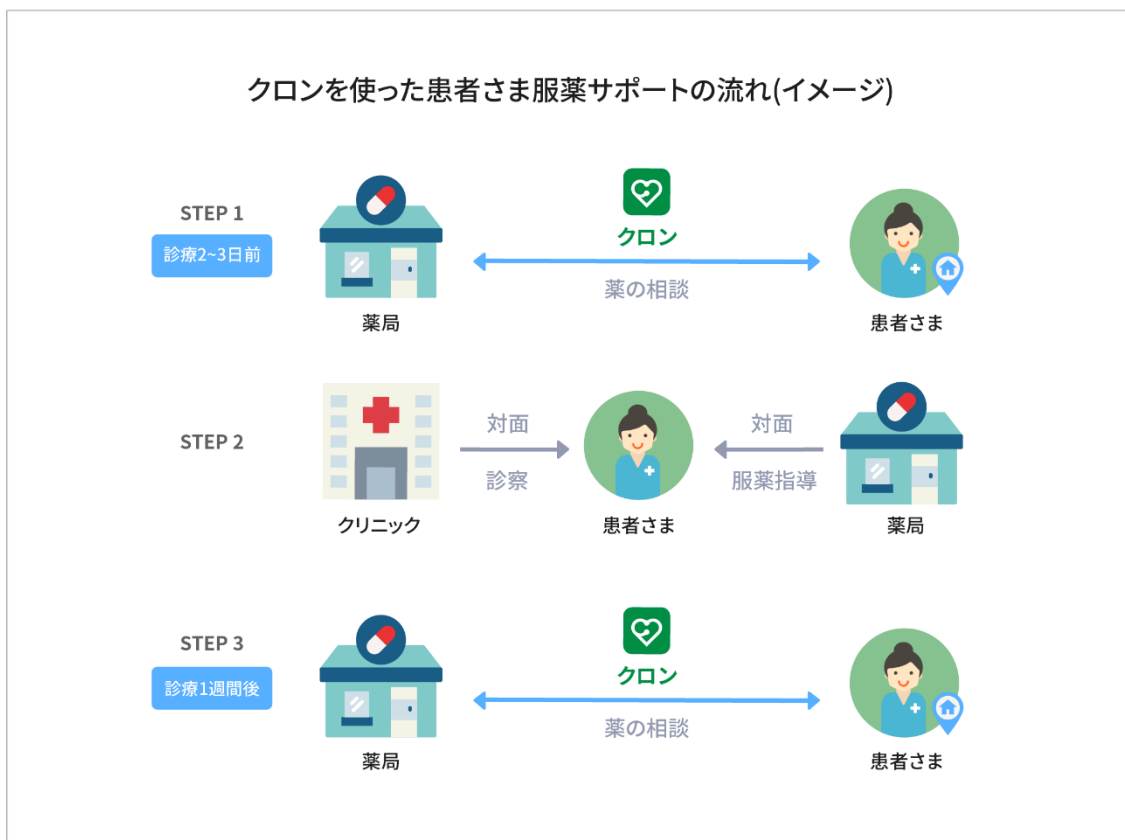 クロンを使った患者さま服薬サポートの流れ(イメージ)
STEP 1
診療2~3日前
薬局
クロン
薬の相談
患者さま
STEP 2
クリニック
対面
診察
患者さま
対面
服薬指導
薬局
STEP 3
診療1週間後
薬局
クロン
薬の相談
患者さま